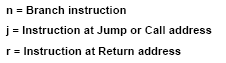 n = Branch instruction
j = Instruction at Jump or Call address
r = Instruction at Return address